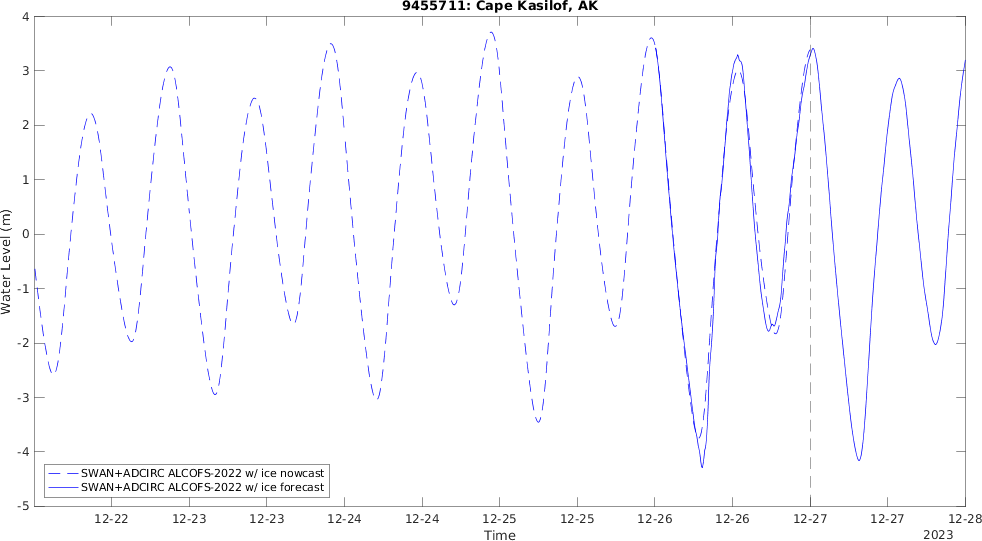 9455711: Cape Kasilof, AK
4
3
2
1
0
-1
-2
-3
-4
-5
Water Level (m)
SWAN+ADCIRC ALCOFS-2022 w/ ice nowcast
SWAN+ADCIRC ALCOFS-2022 w/ ice forecast
12-22 12-23 12-23 12-24 12-24 12-25 12-25 12-26 12-26 12-27 12-27 12-28
Time
2023